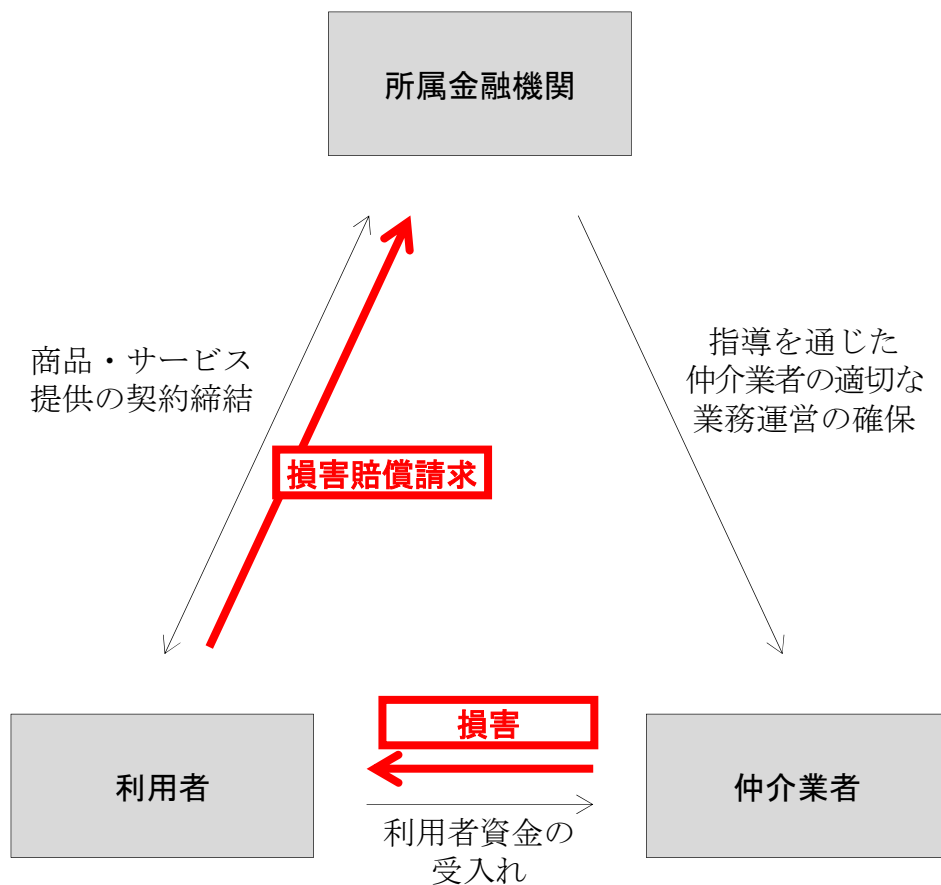 所属金融機関
商品・サービス
提供の契約締結
指導を通じた
仲介業者の適切な
業務運営の確保
損害賠償請求
損害
利用者
仲介業者
利用者資金の
受入れ